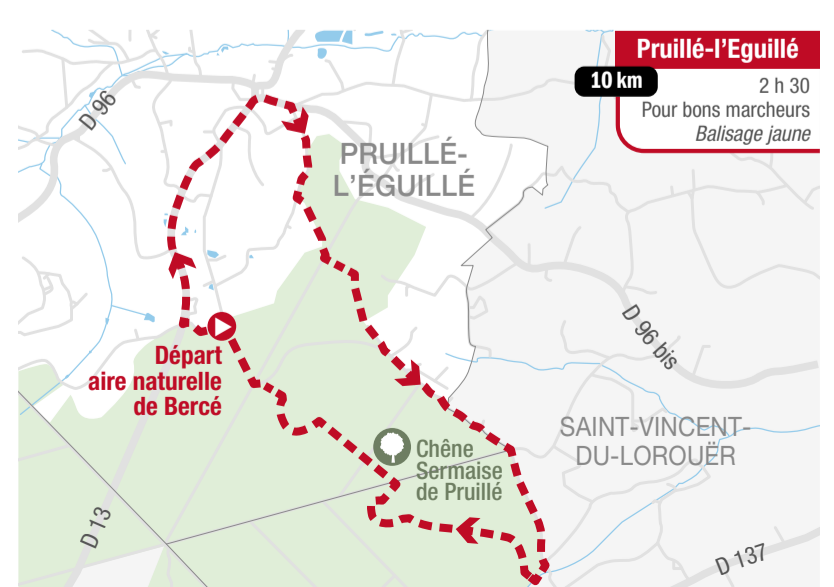 Pruillé-l'Eguillé
10 km
2 h 30
Pour bons marcheurs
Balisage jaune
D 96
PRUILLÉ-
L'ÉGUILLÉ
D 96 bis
Départ
aire naturelle
de Bercé
Chêne
Sermaise
de Pruillé
SAINT-VINCENT-
DU-LOROUËR
D 13
D 137